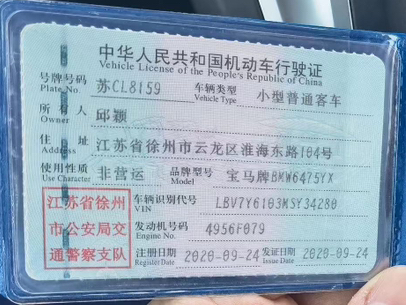 中华人民共和国机动车行驶证
Vehicle License of the People's Republic of China
号牌号码 苏CL8159 车辆类型 小型普通客车
Plate No. Vehicle Type
所有人 邱颖
Owner
住址 江苏省徐州市云龙区淮海东路104号
Address
使用性质 非营运 品牌型号 宝马牌BMW6475YX
Use Character Model
江苏省徐州 车辆识别代号 LBV7Y6103MSY34280
VIN
市公安局交 发动机号码 4956F079
Engine No.
通警察支队 注册日期 2020-09-24 发证日期 2020-09-24
Register Date Issue Date